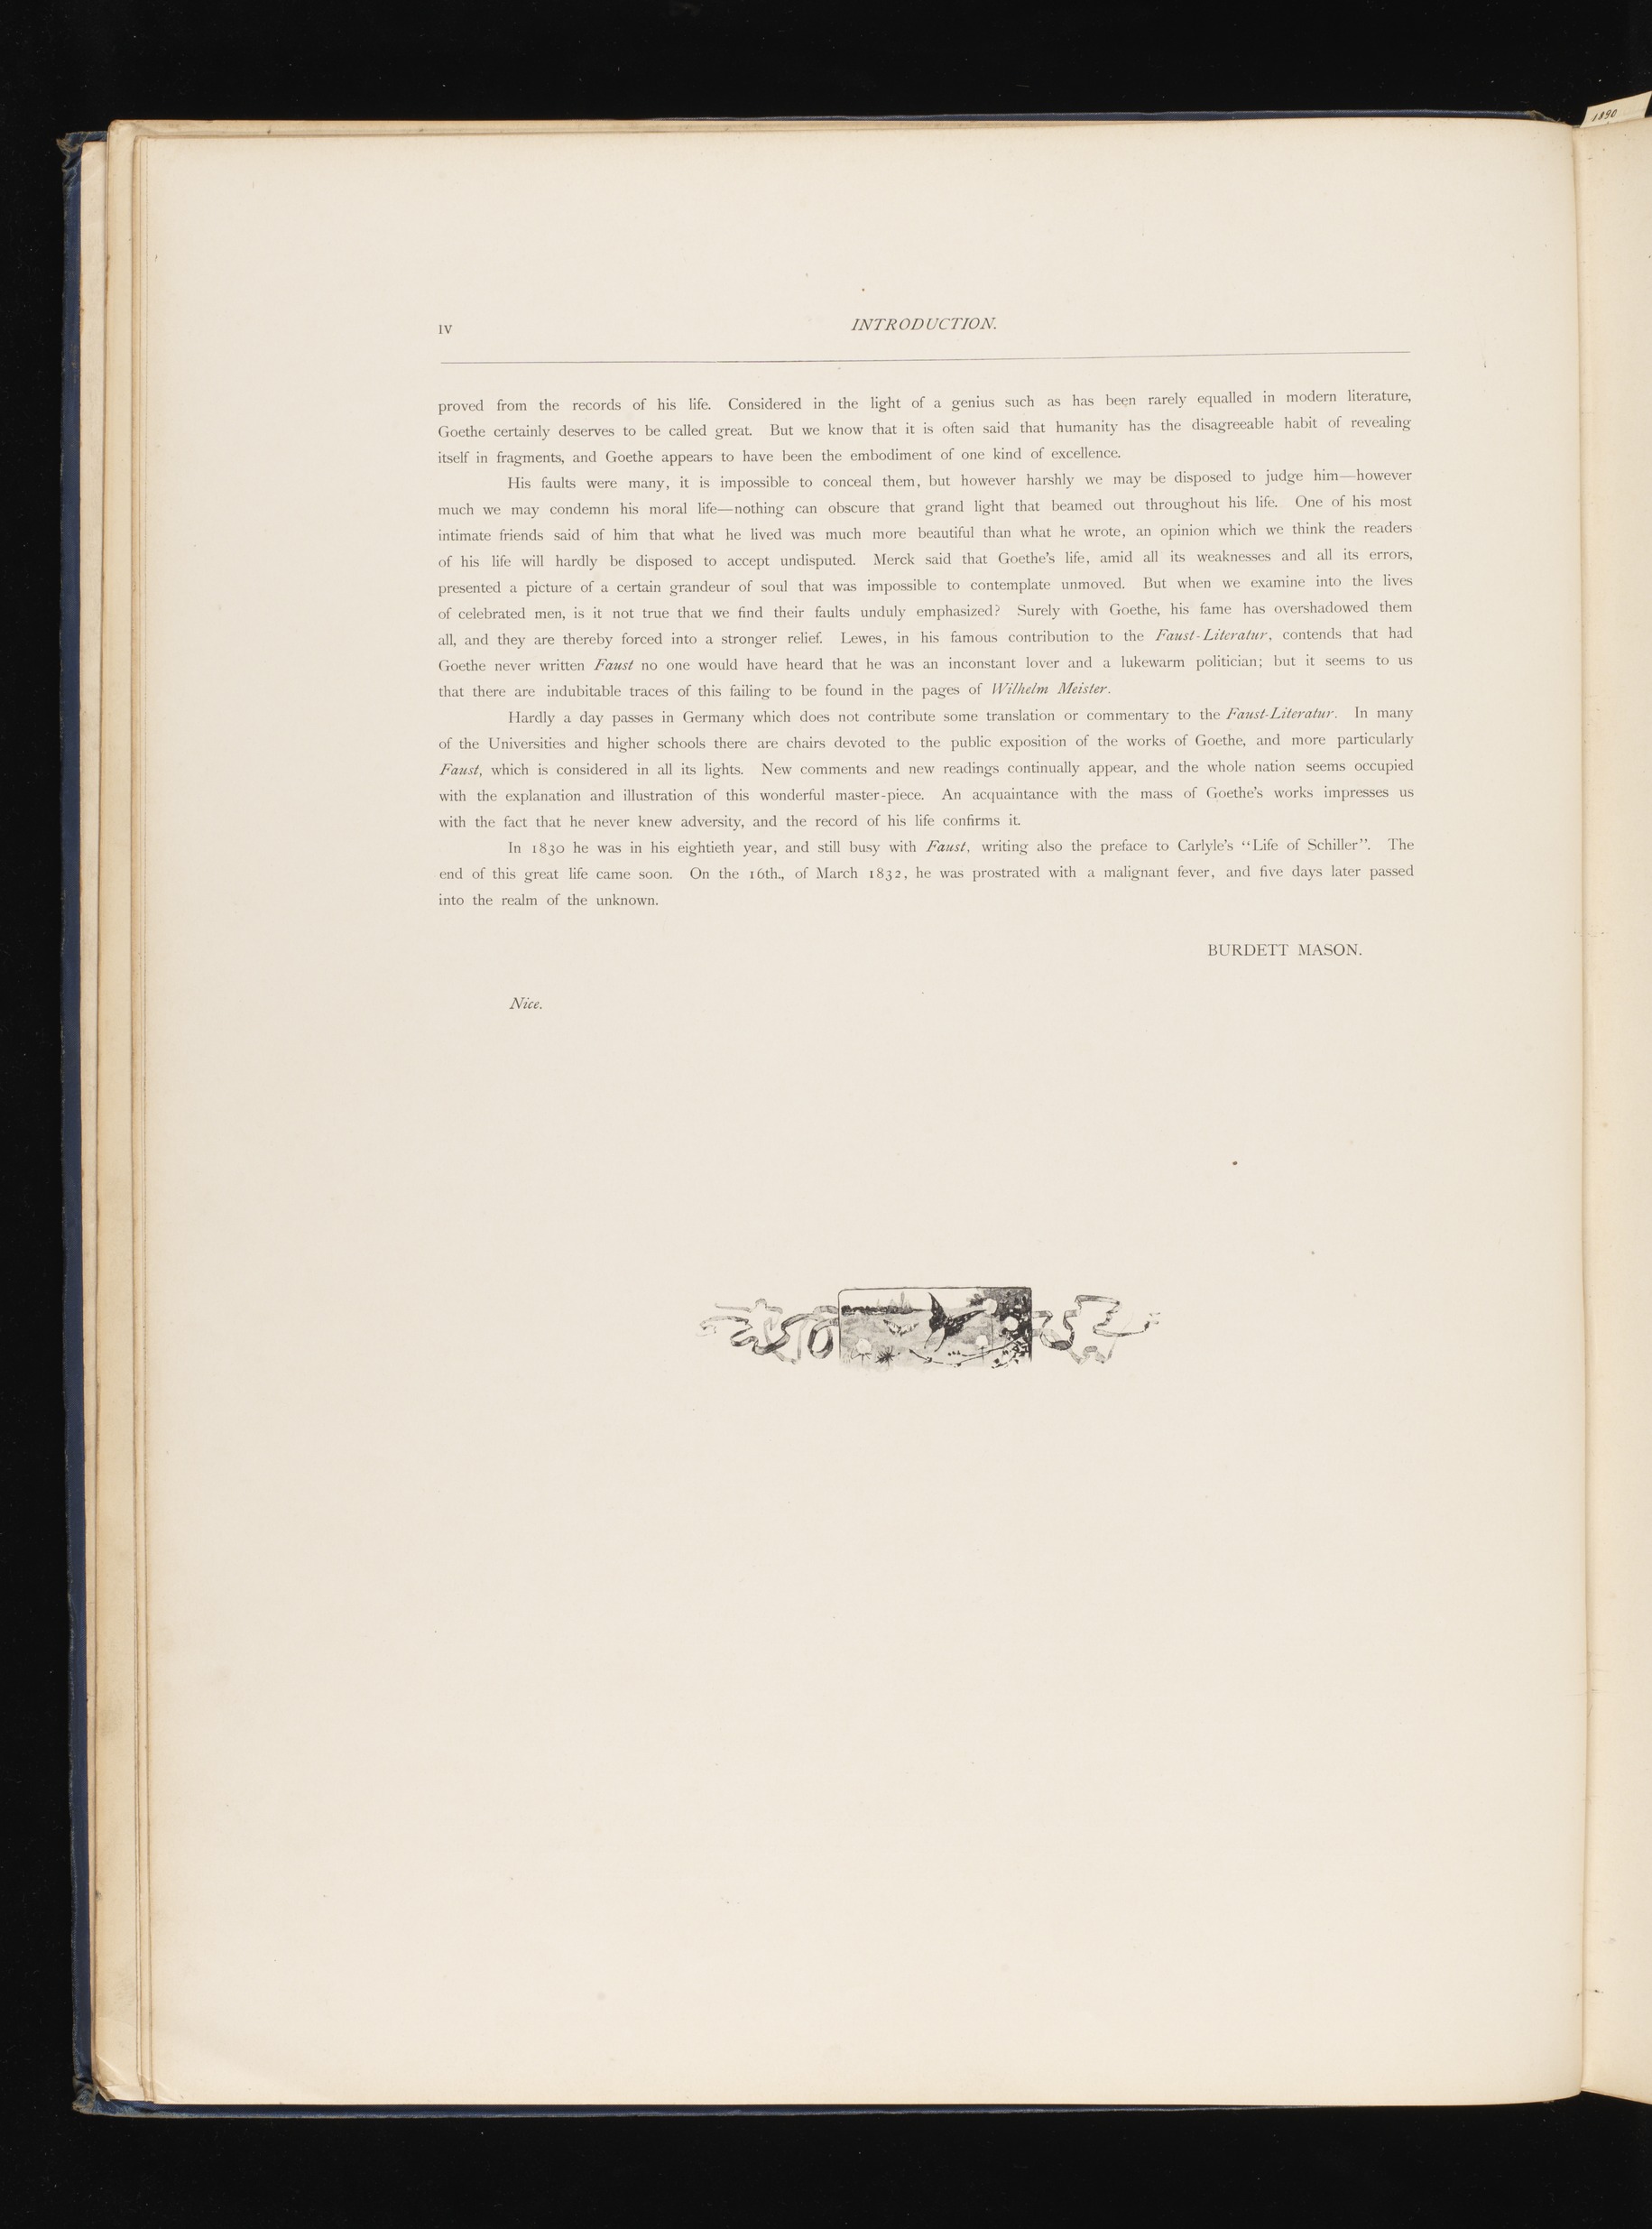 1890
IV
INTRODUCTION.
proved from the records of his life. Considered in the light of a genius such as has been rarely equalled in modern literature,
Goethe certainly deserves to be called great. But we know that it is often said that humanity has the disagreeable habit of revealing
itself in fragments, and Goethe appears to have been the embodiment of one kind of excellence.
His faults were many, it is impossible to conceal them, but however harshly we may be disposed to judge him—however
much we may condemn his moral life—nothing can obscure that grand light that beamed out throughout his life. One of his most
intimate friends said of him that what he lived was much more beautiful than what he wrote, an opinion which we think the readers
of his life will hardly be disposed to accept undisputed. Merck said that Goethe's life, amid all its weaknesses and all its errors,
presented a picture of a certain grandeur of soul that was impossible to contemplate unmoved. But when we examine into the lives
of celebrated men, is it not true that we find their faults unduly emphasized? Surely with Goethe, his fame has overshadowed them
all, and they are thereby forced into a stronger relief. Lewes, in his famous contribution to the Faust-Literatur, contends that had
Goethe never written Faust no one would have heard that he was an inconstant lover and a lukewarm politician; but it seems to us
that there are indubitable traces of this failing to be found in the pages of Wilhelm Meister.
Hardly a day passes in Germany which does not contribute some translation or commentary to the Faust-Literatur. In many
of the Universities and higher schools there are chairs devoted to the public exposition of the works of Goethe, and more particularly
Faust, which is considered in all its lights. New comments and new readings continually appear, and the whole nation seems occupied
with the explanation and illustration of this wonderful master-piece. An acquaintance with the mass of Goethe's works impresses us
with the fact that he never knew adversity, and the record of his life confirms it.
In 1830 he was in his eightieth year, and still busy with Faust, writing also the preface to Carlyle's “Life of Schiller”. The
end of this great life came soon. On the 16th., of March 1832, he was prostrated with a malignant fever, and five days later passed
into the realm of the unknown.
BURDETT MASON.
Nice.